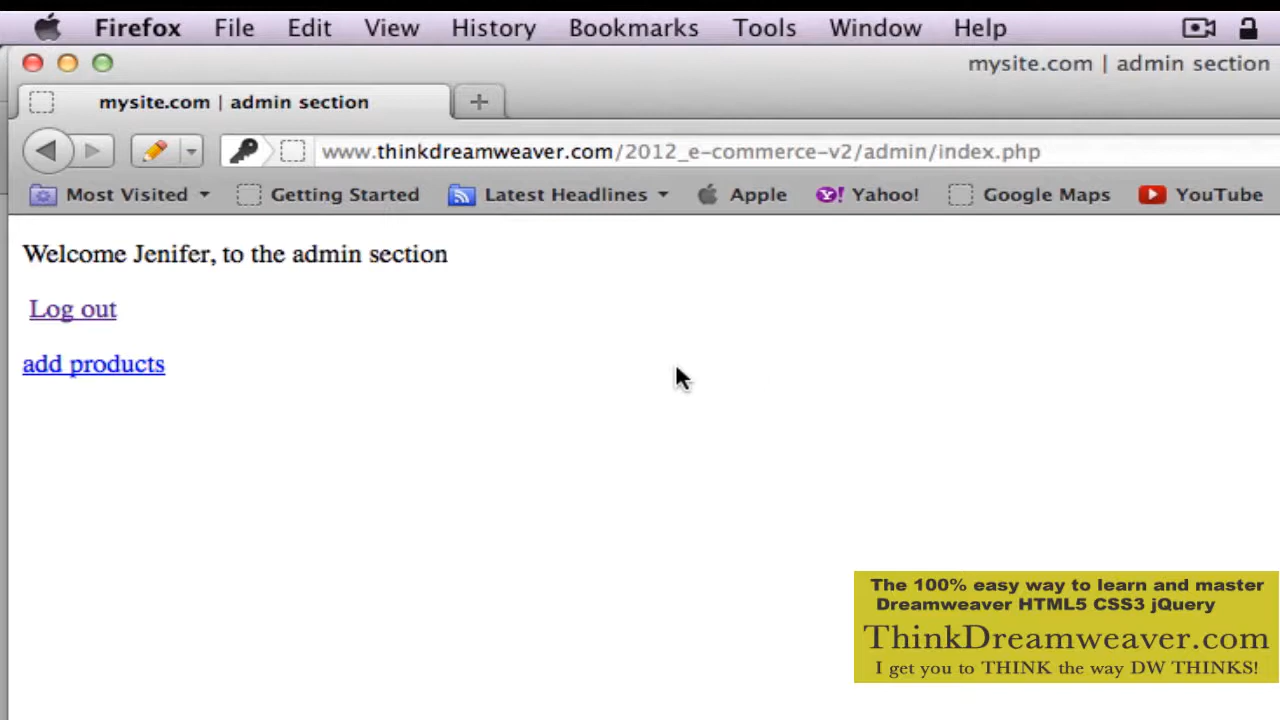 Firefox File Edit View History Bookmarks Tools Window Help
mysite.com | admin section
mysite.com | admin section
www.thinkdreamweaver.com/2012_e-commerce-v2/admin/index.php
Most Visited Getting Started Latest Headlines Apple Yahoo! Google Maps YouTube
Welcome Jenifer, to the admin section
Log out
add products
The 100% easy way to learn and master
Dreamweaver HTML5 CSS3 jQuery
ThinkDreamweaver.com
I get you to THINK the way DW THINKS!